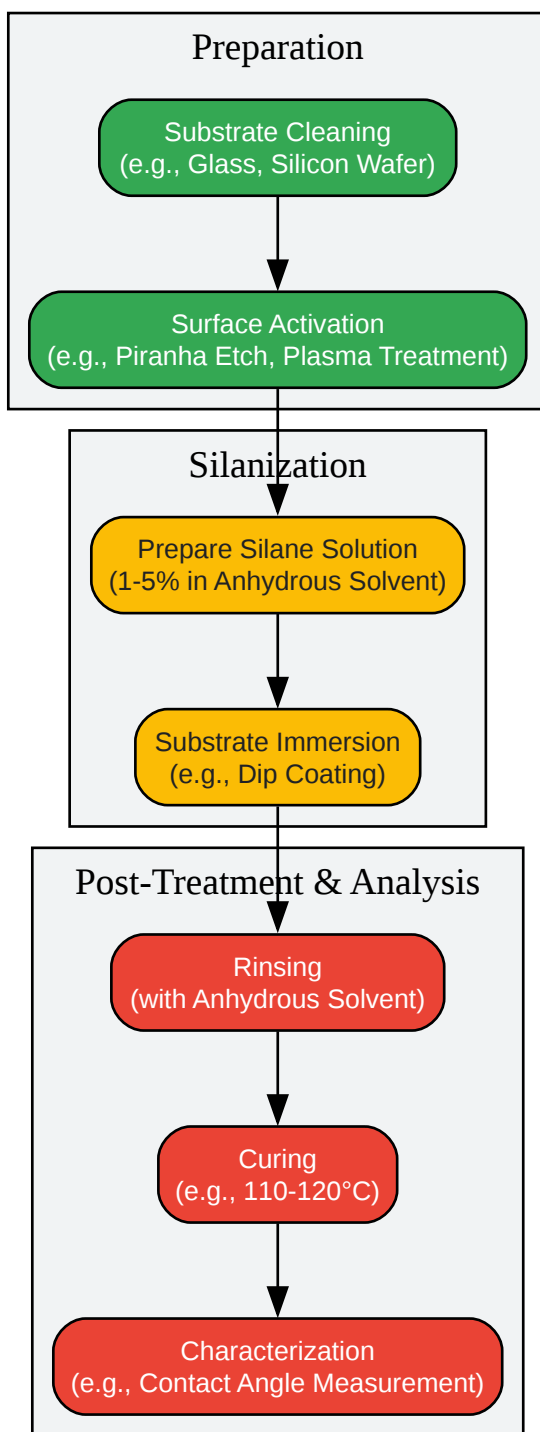 Preparation
Substrate Cleaning
(e.g., Glass, Silicon Wafer)
Surface Activation
(e.g., Piranha Etch, Plasma Treatment)
Silanization
Prepare Silane Solution
(1-5% in Anhydrous Solvent)
Substrate Immersion
(e.g., Dip Coating)
Post-Treatment & Analysis
Rinsing
(with Anhydrous Solvent)
Curing
(e.g., 110-120°C)
Characterization
(e.g., Contact Angle Measurement)